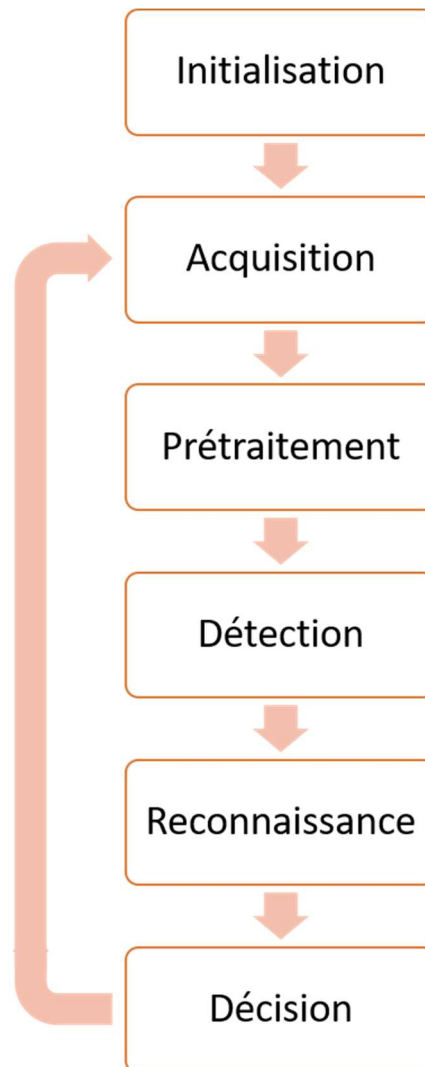 Initialisation
Acquisition
Prétraitement
Détection
Reconnaissance
Décision